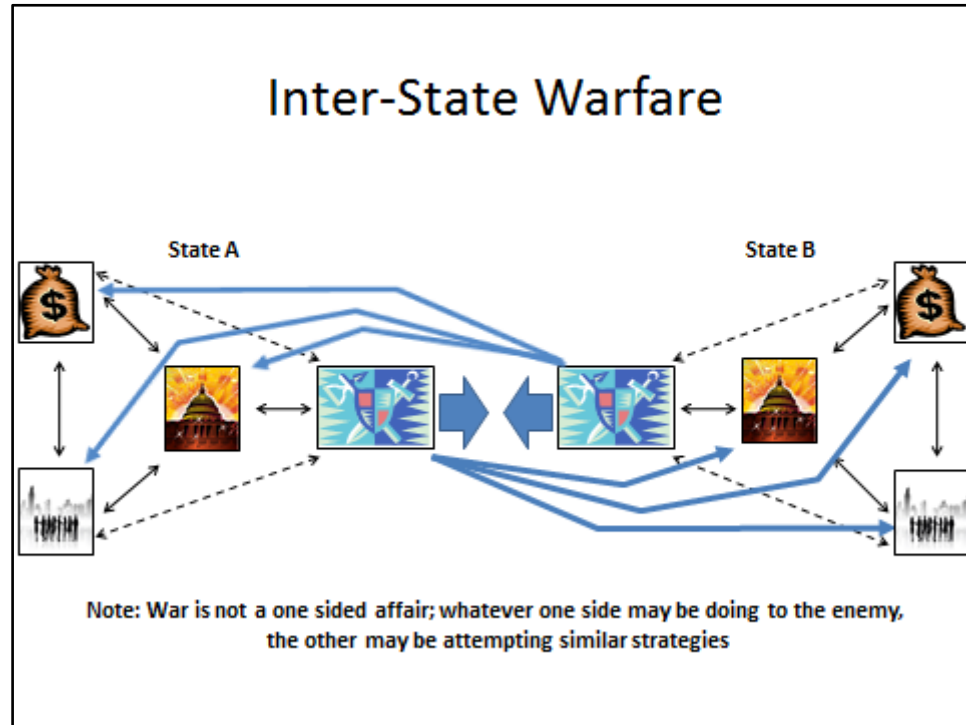 Inter-State Warfare
State A
State B
$
$
Note: War is not a one sided affair; whatever one side may be doing to the enemy,
the other may be attempting similar strategies